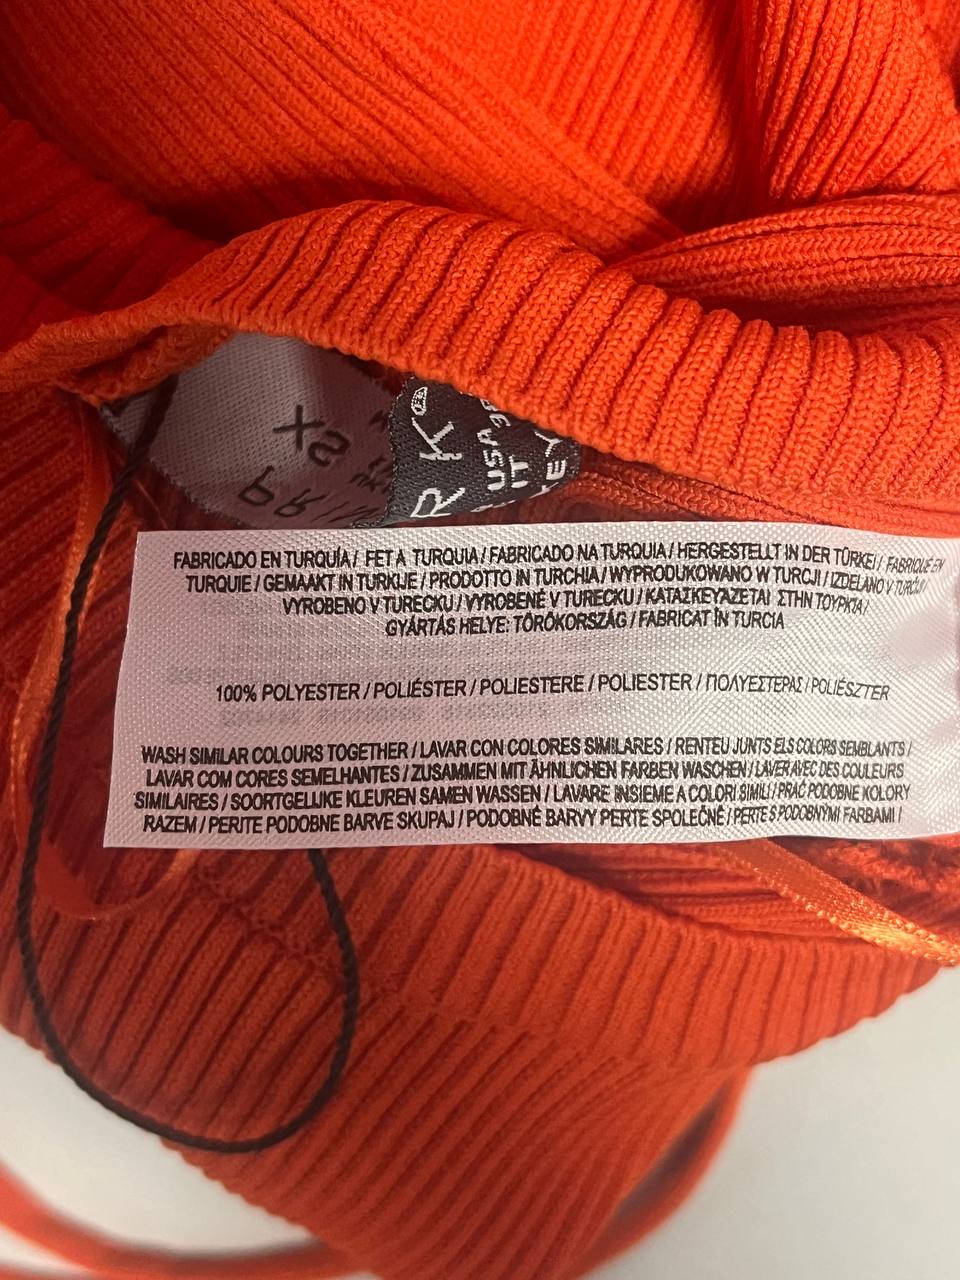 USA
IT
FABRICADO EN TURQUÍA / FET A TURQUIA / FABRICADO NA TURQUIA / HERGESTELLT IN DER TÜRKEI / FABRIQUÉ EN
TURQUIE / GEMAAKT IN TURKIJE / PRODOTTO IN TURCHIA / WYPRODUKOWANO W TURCJI / IZDELANO V TURČIJI /
VYROBENO V TURECKU / VYROBENÉ V TURECKU / ΚΑΤΑΣΚΕΥΑΖΕΤΑΙ ΣΤΗΝ ΤΟΥΡΚΙΑ /
GYÁRTÁS HELYE: TÖRÖKORSZÁG / FABRICAT ÎN TURCIA
100% POLYESTER / POLIÉSTER / POLIESTERE / POLIESTER / ΠΟΛΥΕΣΤΕΡΑΣ / POLIÉSZTER
WASH SIMILAR COLOURS TOGETHER / LAVAR CON COLORES SIMILARES / RENTEU JUNTS ELS COLORS SEMBLANTS /
LAVAR COM CORES SEMELHANTES / ZUSAMMEN MIT ÄHNLICHEN FARBEN WASCHEN / LAVER AVEC DES COULEURS
SIMILAIRES / SOORTGELIJKE KLEUREN SAMEN WASSEN / LAVARE INSIEME A COLORI SIMILI / PRAĆ PODOBNE KOLORY
RAZEM / PERITE PODOBNE BARVE SKUPAJ / PODOBNÉ BARVY PERTE SPOLEČNĚ / PERTE S PODOBNÝMI FARBAMI /